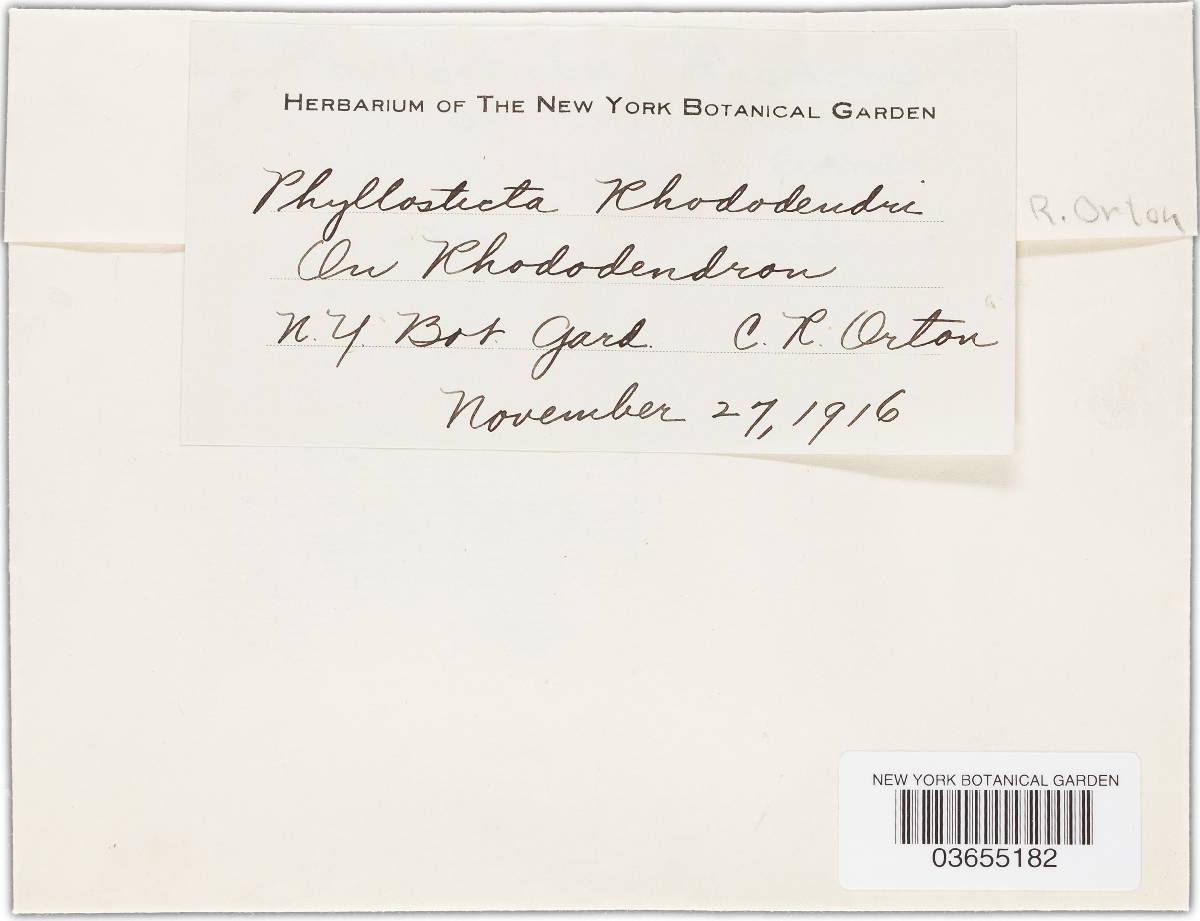 HERBARIUM OF THE NEW YORK BOTANICAL GARDEN
Phyllosticta Rhododendri
On Rhododendron
N.Y. Bot. Gard. C. R. Orton
November 27, 1916
R. Orton
NEW YORK BOTANICAL GARDEN
03655182